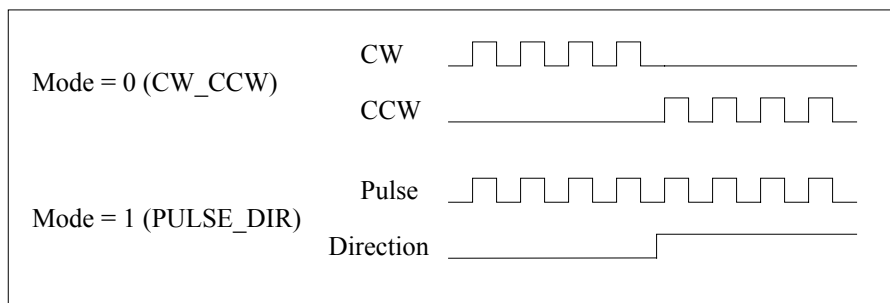 CW
Mode = 0 (CW_CCW)
CCW
Pulse
Mode = 1 (PULSE_DIR)
Direction